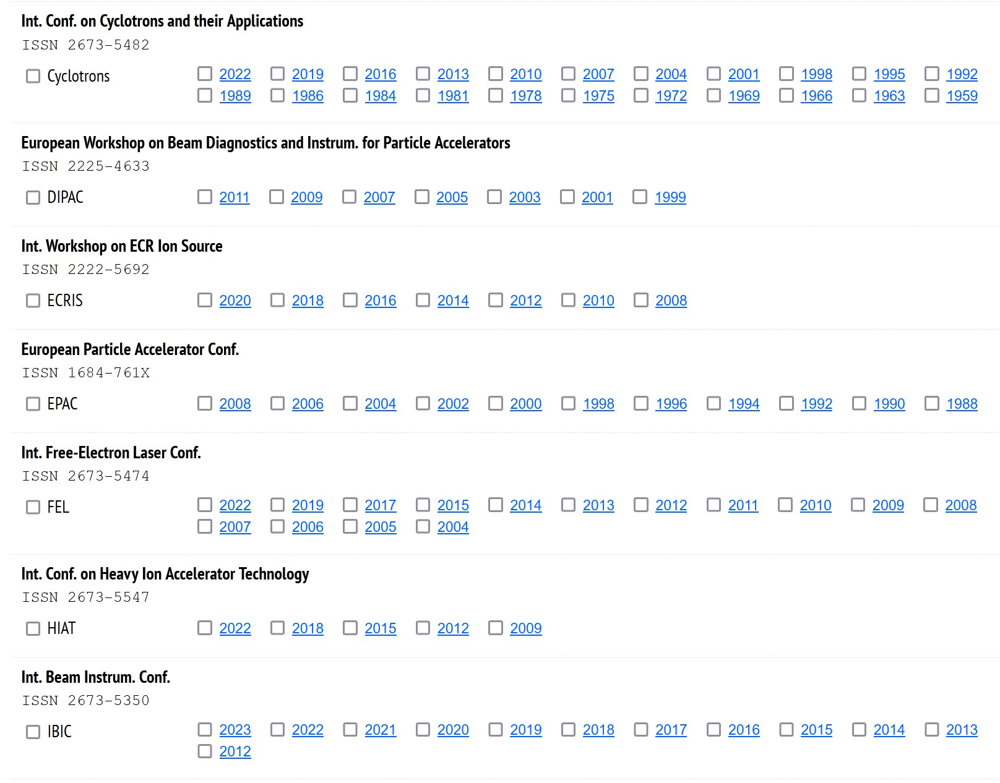 Int. Conf. on Cyclotrons and their Applications
ISSN 2673-5482
Cyclotrons 2022 2019 2016 2013 2010 2007 2004 2001 1998 1995 1992
1989 1986 1984 1981 1978 1975 1972 1969 1966 1963 1959
European Workshop on Beam Diagnostics and Instrum. for Particle Accelerators
ISSN 2225-4633
DIPAC 2011 2009 2007 2005 2003 2001 1999
Int. Workshop on ECR Ion Source
ISSN 2222-5692
ECRIS 2020 2018 2016 2014 2012 2010 2008
European Particle Accelerator Conf.
ISSN 1684-761X
EPAC 2008 2006 2004 2002 2000 1998 1996 1994 1992 1990 1988
Int. Free-Electron Laser Conf.
ISSN 2673-5474
FEL 2022 2019 2017 2015 2014 2013 2012 2011 2010 2009 2008
2007 2006 2005 2004
Int. Conf. on Heavy Ion Accelerator Technology
ISSN 2673-5547
HIAT 2022 2018 2015 2012 2009
Int. Beam Instrum. Conf.
ISSN 2673-5350
IBIC 2023 2022 2021 2020 2019 2018 2017 2016 2015 2014 2013
2012